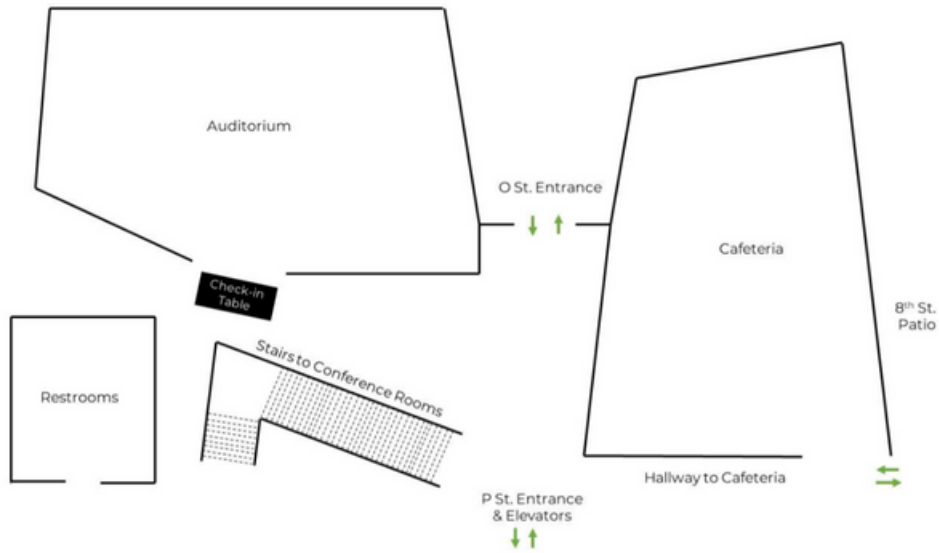 Auditorium
O St. Entrance
Cafeteria
Check-in
Table
8th St.
Patio
Stairs to Conference Rooms
Restrooms
Hallway to Cafeteria
P St. Entrance
& Elevators